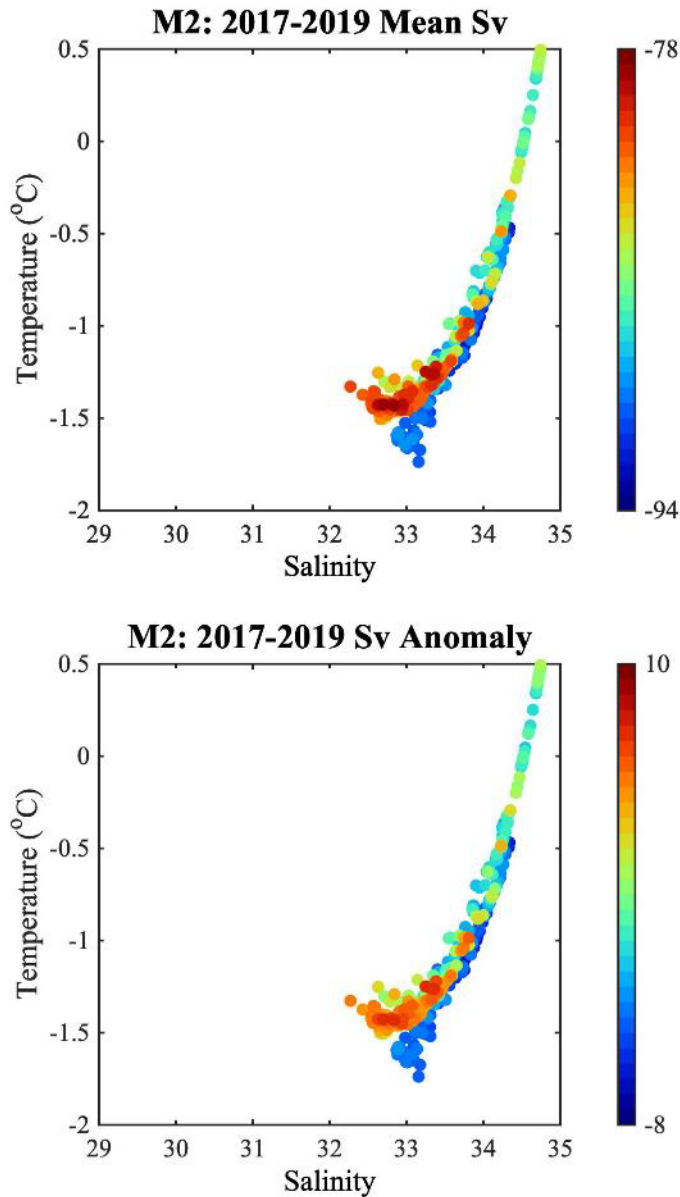 M2: 2017-2019 Mean Sv
0.5
-78
0
-0.5
-1
-1.5
-2
-94
Temperature (°C)
29 30 31 32 33 34 35
Salinity
M2: 2017-2019 Sv Anomaly
0.5
10
0
-0.5
-1
-1.5
-2
-8
Temperature (°C)
29 30 31 32 33 34 35
Salinity